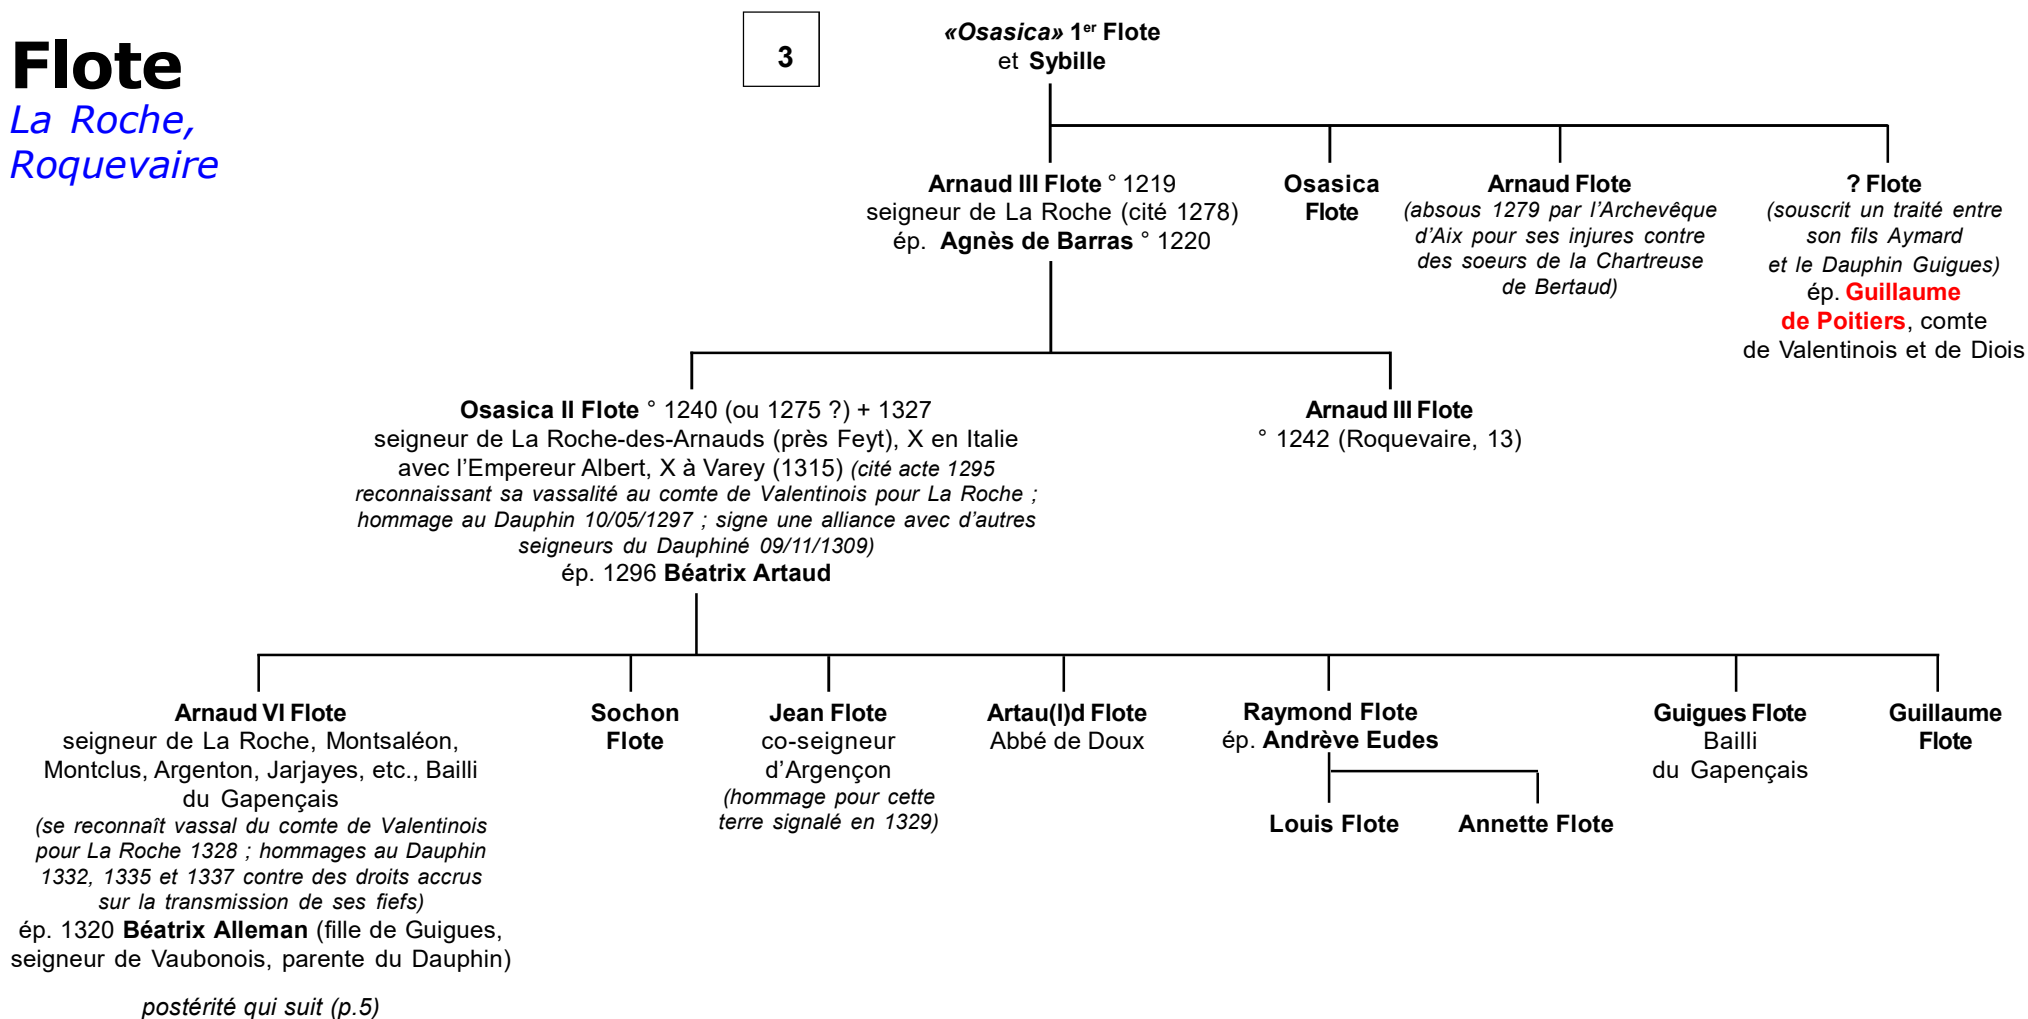 Flote
La Roche,
Roquevaire
3
«Osasica» 1er Flote
et Sybille
Arnaud III Flote ° 1219
seigneur de La Roche (cité 1278)
ép. Agnès de Barras ° 1220
Osasica
Flote
Arnaud Flote
(absous 1279 par l'Archevêque
d'Aix pour ses injures contre
des soeurs de la Chartreuse
de Bertaud)
? Flote
(souscrit un traité entre
son fils Aymard
et le Dauphin Guigues)
ép. Guillaume
de Poitiers, comte
de Valentinois et de Diois
Osasica II Flote ° 1240 (ou 1275 ?) + 1327
seigneur de La Roche-des-Arnauds (près Feyt), X en Italie
avec l'Empereur Albert, X à Varey (1315) (cité acte 1295
reconnaissant sa vassalité au comte de Valentinois pour La Roche ;
hommage au Dauphin 10/05/1297 ; signe une alliance avec d'autres
seigneurs du Dauphiné 09/11/1309)
ép. 1296 Béatrix Artaud
Arnaud III Flote
° 1242 (Roquevaire, 13)
Arnaud VI Flote
seigneur de La Roche, Montsaléon,
Montclus, Argenton, Jarjayes, etc., Bailli
du Gapençais
(se reconnaît vassal du comte de Valentinois
pour La Roche 1328 ; hommages au Dauphin
1332, 1335 et 1337 contre des droits accrus
sur la transmission de ses fiefs)
ép. 1320 Béatrix Alleman (fille de Guigues,
seigneur de Vaubonois, parente du Dauphin)
postérité qui suit (p.5)
Sochon
Flote
Jean Flote
co-seigneur
d'Argençon
(hommage pour cette
terre signalé en 1329)
Artau(l)d Flote
Abbé de Doux
Raymond Flote
ép. Andrève Eudes
Louis Flote
Annette Flote
Guigues Flote
Bailli
du Gapençais
Guillaume
Flote